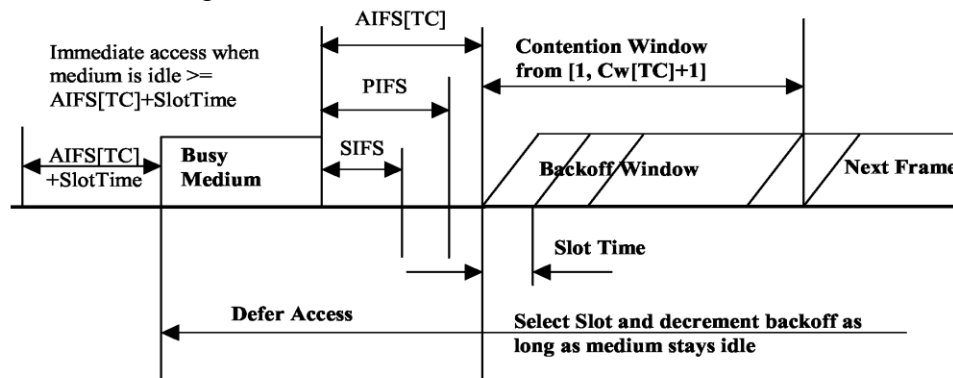 AIFS[TC]
Immediate access when
medium is idle >=
AIFS[TC]+SlotTime
Contention Window
from [1, Cw[TC]+1]
PIFS
AIFS[TC]
+SlotTime
Busy
Medium
SIFS
Backoff Window
Next Frame
Slot Time
Defer Access
Select Slot and decrement backoff as
long as medium stays idle